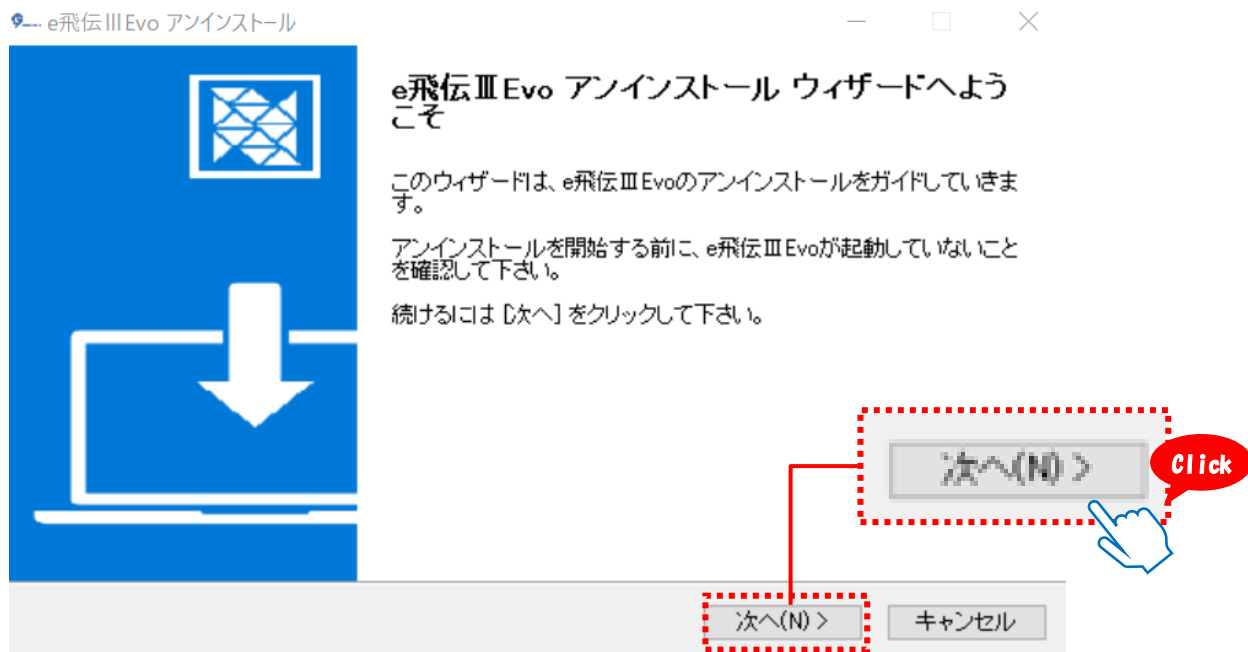 e飛伝ⅢEvo アンインストール
e飛伝ⅢEvo アンインストール ウィザードへよう
こそ
このウィザードは、e飛伝ⅢEvoのアンインストールをガイドしていきま
す。
アンインストールを開始する前に、e飛伝ⅢEvoが起動していないこと
を確認して下さい。
続けるには [次へ] をクリックして下さい。
次へ(N) >
Click
次へ(N) >
キャンセル